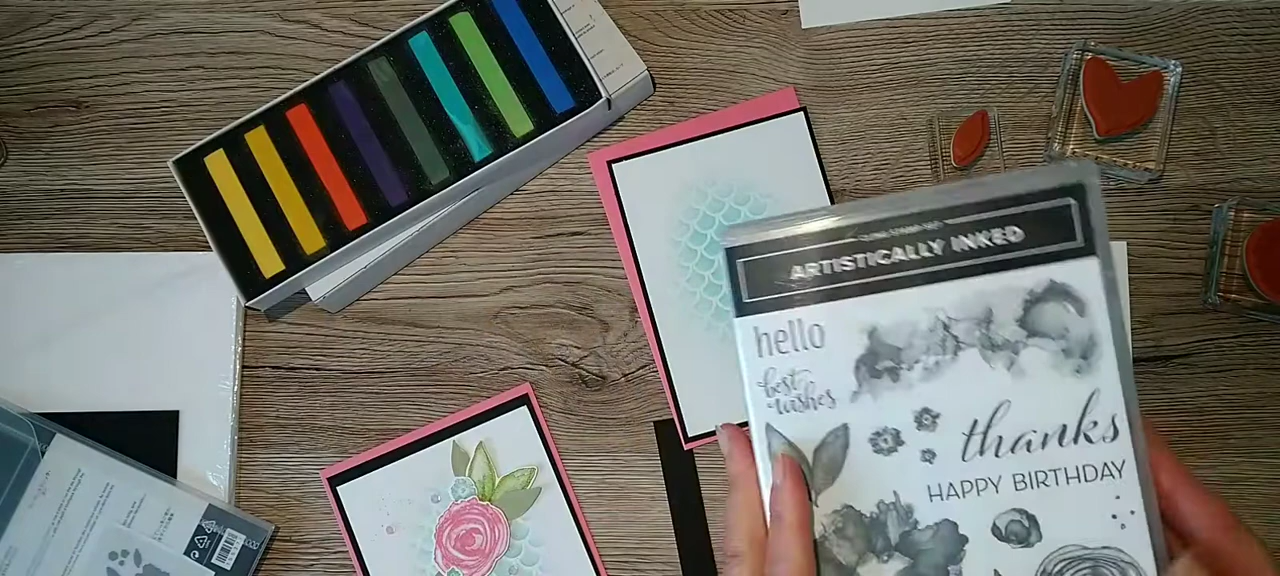 ARTISTICALLY INKED
hello
best
wishes
thanks
HAPPY BIRTHDAY